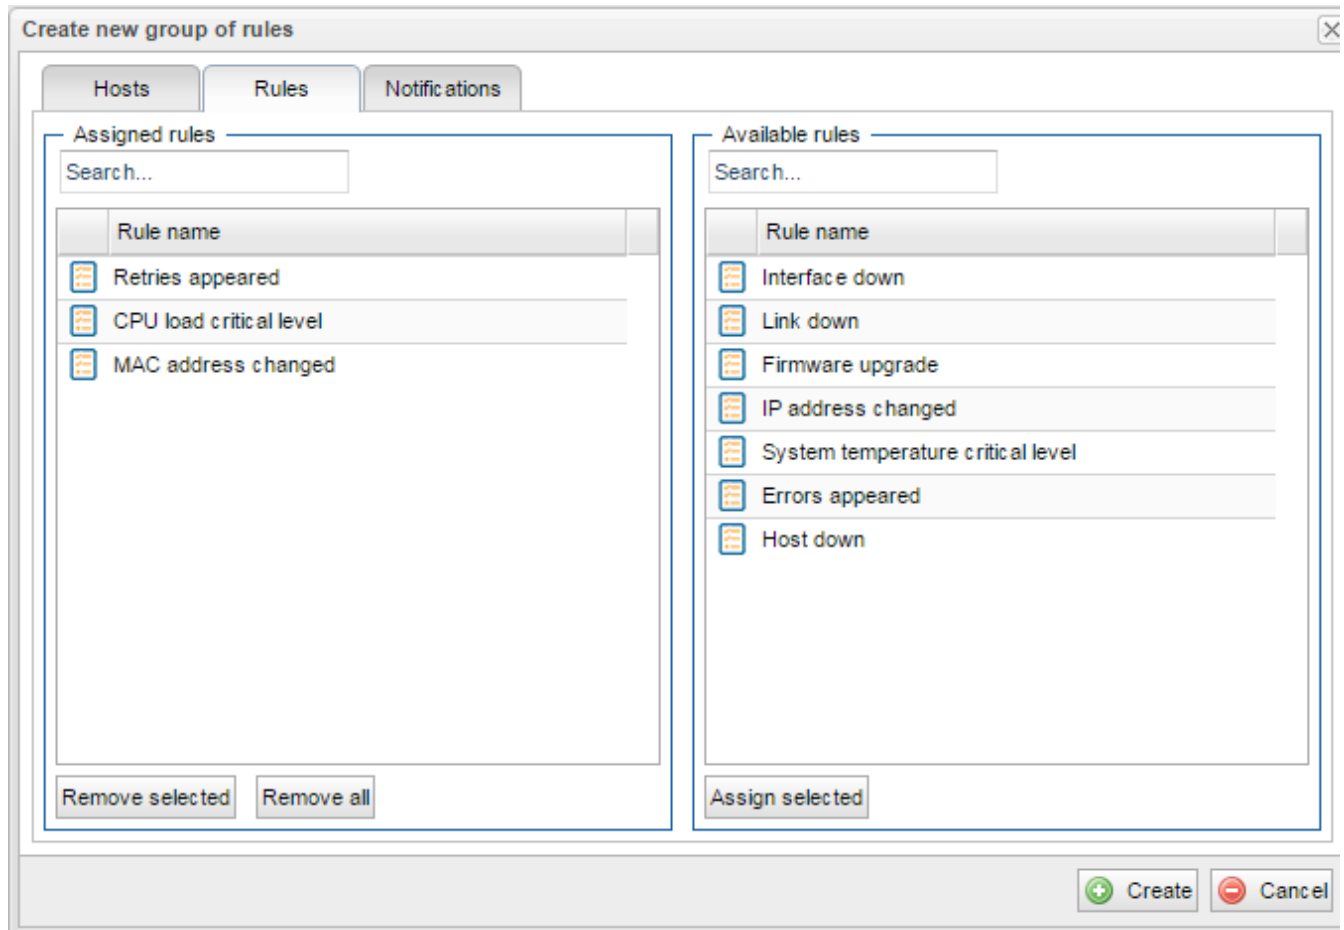 Create new group of rules
Hosts
Rules
Notifications
Assigned rules
Search...
Rule name
Retries appeared
CPU load critical level
MAC address changed
Remove selected
Remove all
Available rules
Search...
Rule name
Interface down
Link down
Firmware upgrade
IP address changed
System temperature critical level
Errors appeared
Host down
Assign selected
Create
Cancel